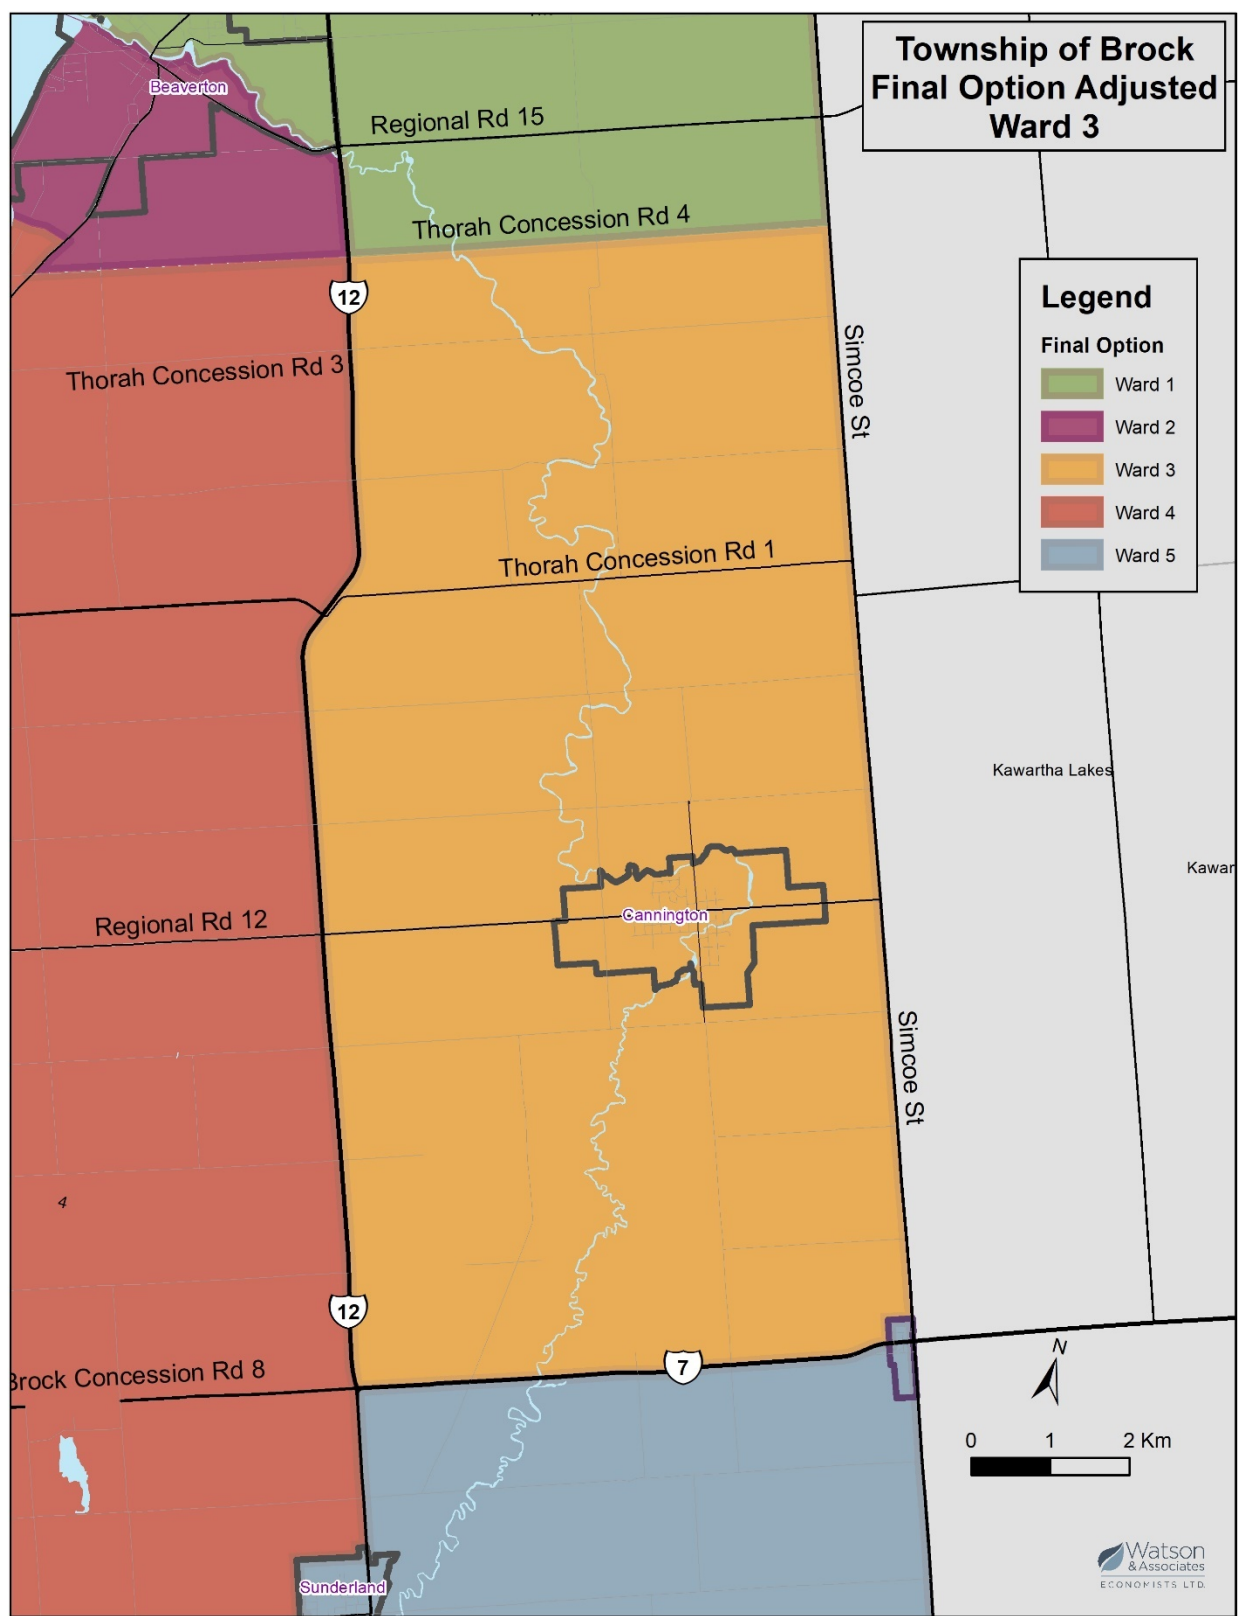 Township of Brock
Final Option Adjusted
Ward 3
Beaverton
Regional Rd 15
Thorah Concession Rd 4
12
Thorah Concession Rd 3
Simcoe St
Legend
Final Option
Ward 1
Ward 2
Ward 3
Ward 4
Ward 5
Thorah Concession Rd 1
Kawartha Lakes
Kawar
Regional Rd 12
Cannington
Simcoe St
4
12
7
Brock Concession Rd 8
N
0 1 2 Km
Sunderland
Watson
& Associates
ECONOMISTS LTD.